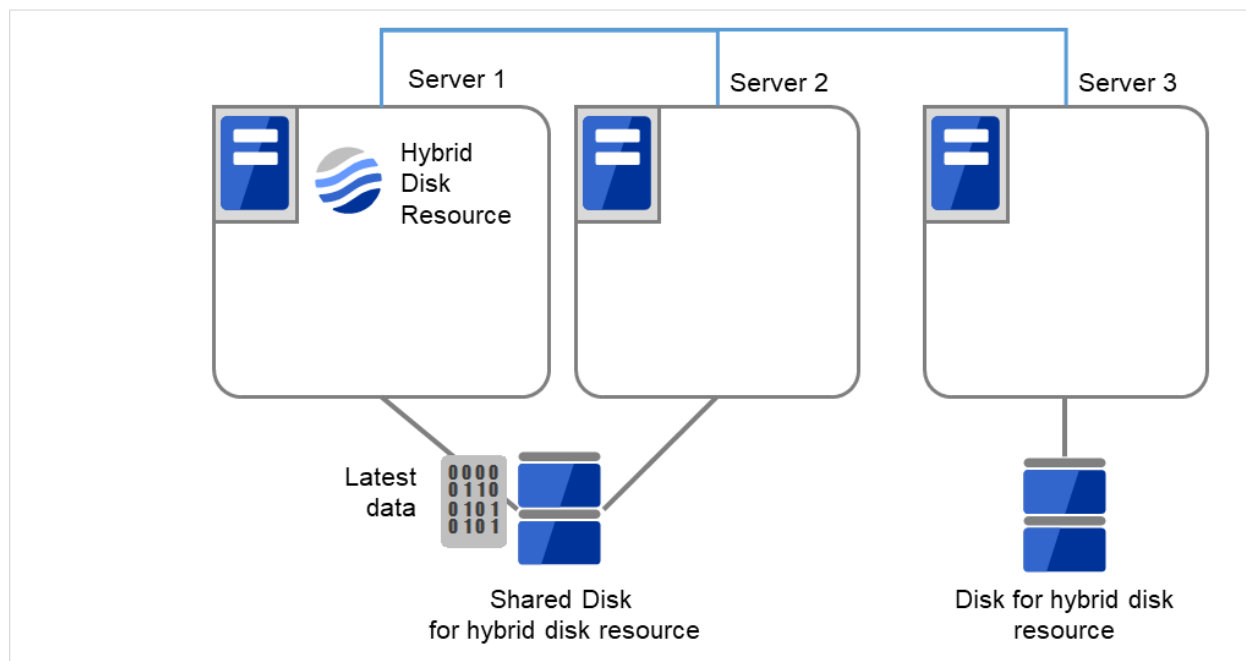 Server 1
Server 2
Server 3
Hybrid
Disk
Resource
Latest
data
0000
0110
0101
0101
Shared Disk
for hybrid disk resource
Disk for hybrid disk
resource